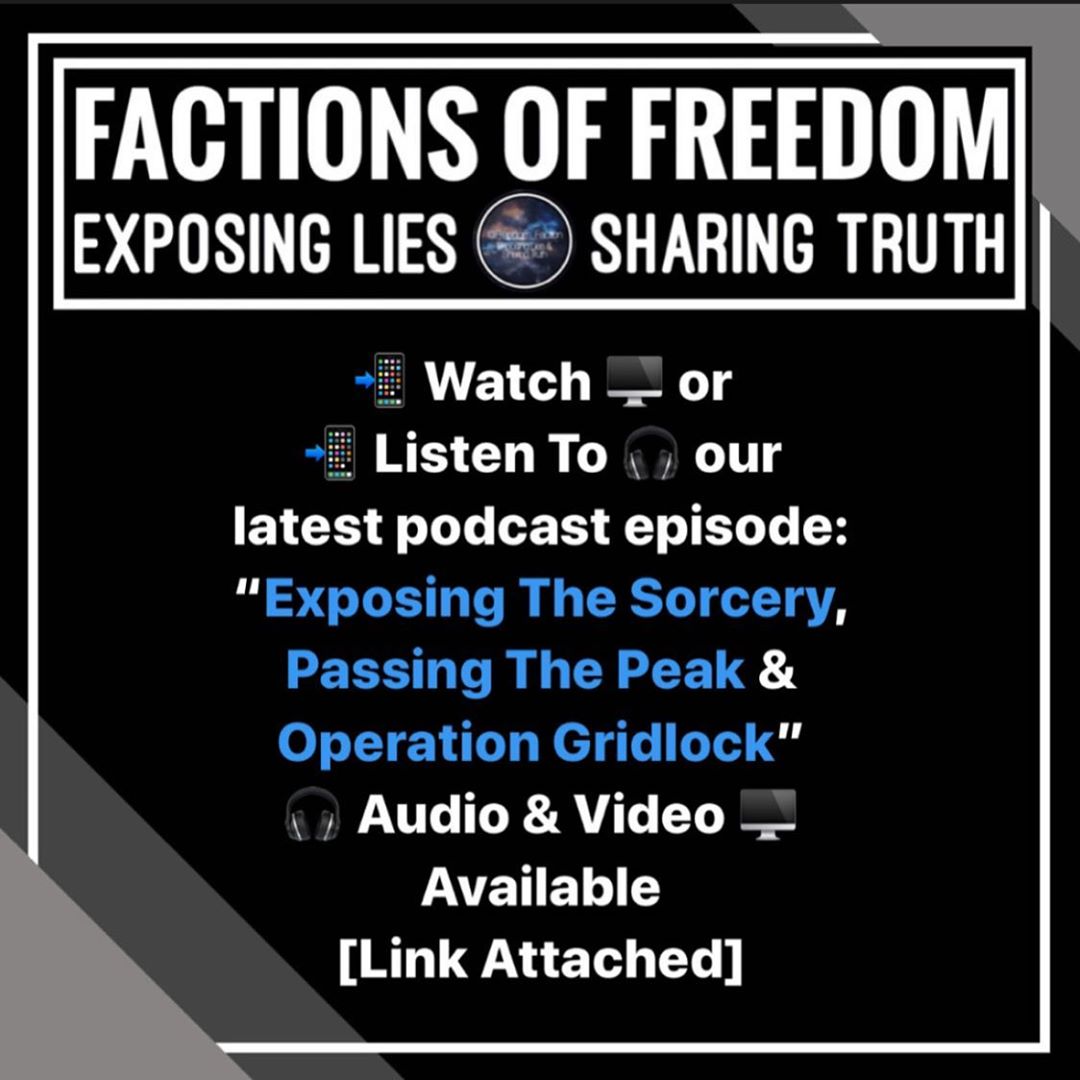 FACTIONS OF FREEDOM
EXPOSING LIES SHARING TRUTH
📲 Watch 🖥️ or
📲 Listen To 🎧 our
latest podcast episode:
“Exposing The Sorcery,
Passing The Peak &
Operation Gridlock”
🎧 Audio & Video 🖥️
Available
[Link Attached]